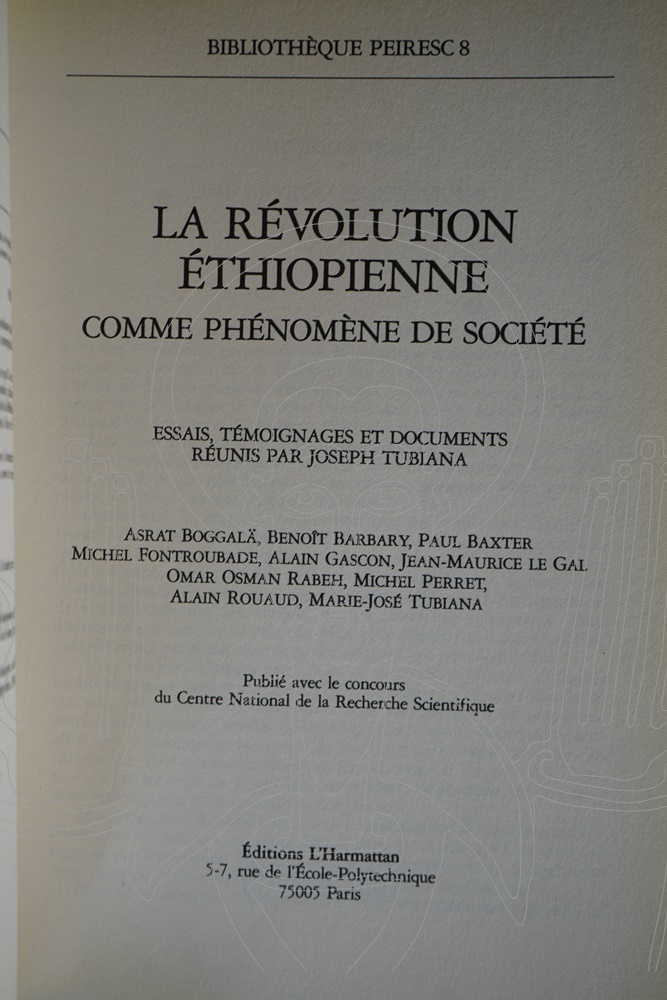 BIBLIOTHÈQUE PEIRESC 8
LA RÉVOLUTION
ÉTHIOPIENNE
COMME PHÉNOMÈNE DE SOCIÉTÉ
ESSAIS, TÉMOIGNAGES ET DOCUMENTS
RÉUNIS PAR JOSEPH TUBIANA
ASRAT BOGGALÄ, BENOÎT BARBARY, PAUL BAXTER
MICHEL FONTROUBADE, ALAIN GASCON, JEAN-MAURICE LE GAL
OMAR OSMAN RABEH, MICHEL PERRET,
ALAIN ROUAUD, MARIE-JOSÉ TUBIANA
Publié avec le concours
du Centre National de la Recherche Scientifique
Éditions L'Harmattan
5-7, rue de l'École-Polytechnique
75005 Paris